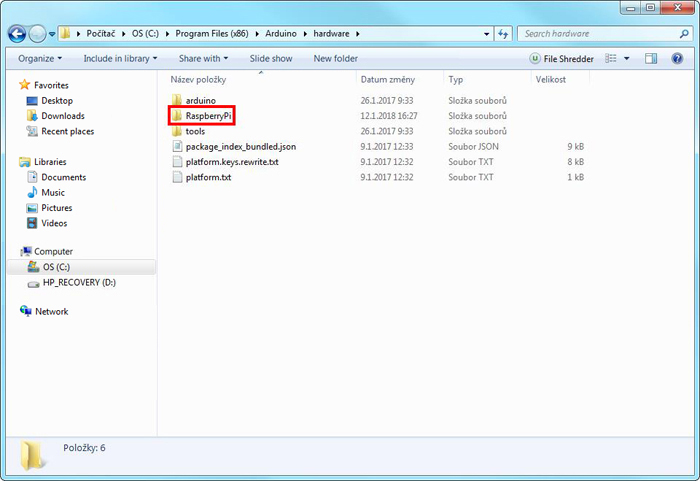 Počítač ▸ OS (C:) ▸ Program Files (x86) ▸ Arduino ▸ hardware ▸
Search hardware
Organize Include in library Share with Slide show New folder File Shredder
Favorites
Desktop
Downloads
Recent places
Libraries
Documents
Music
Pictures
Videos
Computer
OS (C:)
HP_RECOVERY (D:)
Network
Název položky Datum změny Typ Velikost
arduino 26.1.2017 9:33 Složka souborů
RaspberryPi 12.1.2018 16:27 Složka souborů
tools 26.1.2017 9:33 Složka souborů
package_index_bundled.json 9.1.2017 12:33 Soubor JSON 9 kB
platform.keys.rewrite.txt 9.1.2017 12:32 Soubor TXT 8 kB
platform.txt 9.1.2017 12:32 Soubor TXT 1 kB
Položky: 6